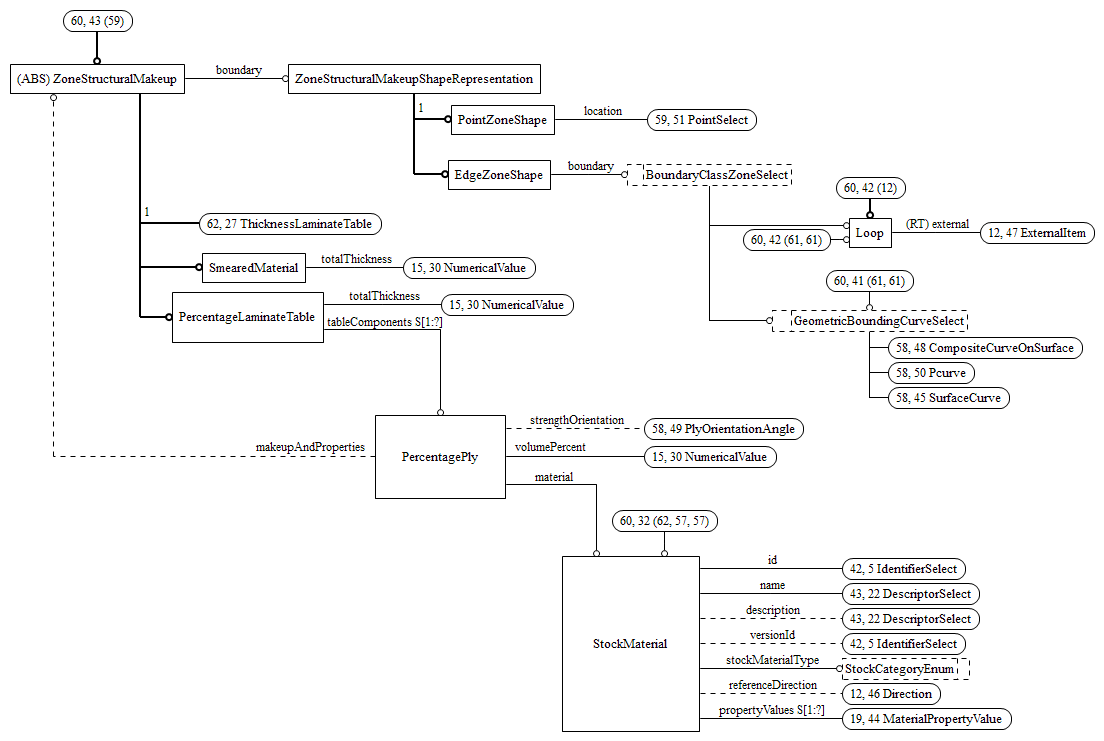 60, 43 (59)
(ABS) ZoneStructuralMakeup
boundary
ZoneStructuralMakeupShapeRepresentation
1
PointZoneShape
location
59, 51 PointSelect
EdgeZoneShape
boundary
BoundaryClassZoneSelect
60, 42 (12)
60, 42 (61, 61)
Loop
(RT) external
12, 47 ExternalItem
1
62, 27 ThicknessLaminateTable
SmearedMaterial
totalThickness
15, 30 NumericalValue
60, 41 (61, 61)
PercentageLaminateTable
totalThickness
15, 30 NumericalValue
tableComponents S[1:?]
GeometricBoundingCurveSelect
58, 48 CompositeCurveOnSurface
58, 50 Pcurve
58, 45 SurfaceCurve
makeupAndProperties
PercentagePly
strengthOrientation
58, 49 PlyOrientationAngle
volumePercent
15, 30 NumericalValue
material
60, 32 (62, 57, 57)
StockMaterial
id
42, 5 IdentifierSelect
name
43, 22 DescriptorSelect
description
43, 22 DescriptorSelect
versionId
42, 5 IdentifierSelect
stockMaterialType
StockCategoryEnum
referenceDirection
12, 46 Direction
propertyValues S[1:?]
19, 44 MaterialPropertyValue